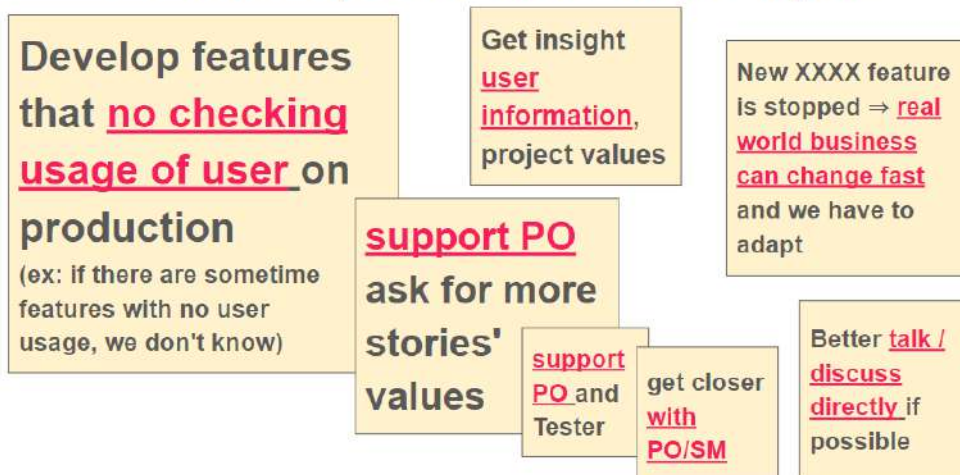 Develop features
that no checking
usage of user on
production
(ex: if there are sometime
features with no user
usage, we don't know)
Get insight
user
information,
project values
New XXXX feature
is stopped ⇒ real
world business
can change fast
and we have to
adapt
support PO
ask for more
stories'
values
support
PO and
Tester
get closer
with
PO/SM
Better talk /
discuss
directly if
possible